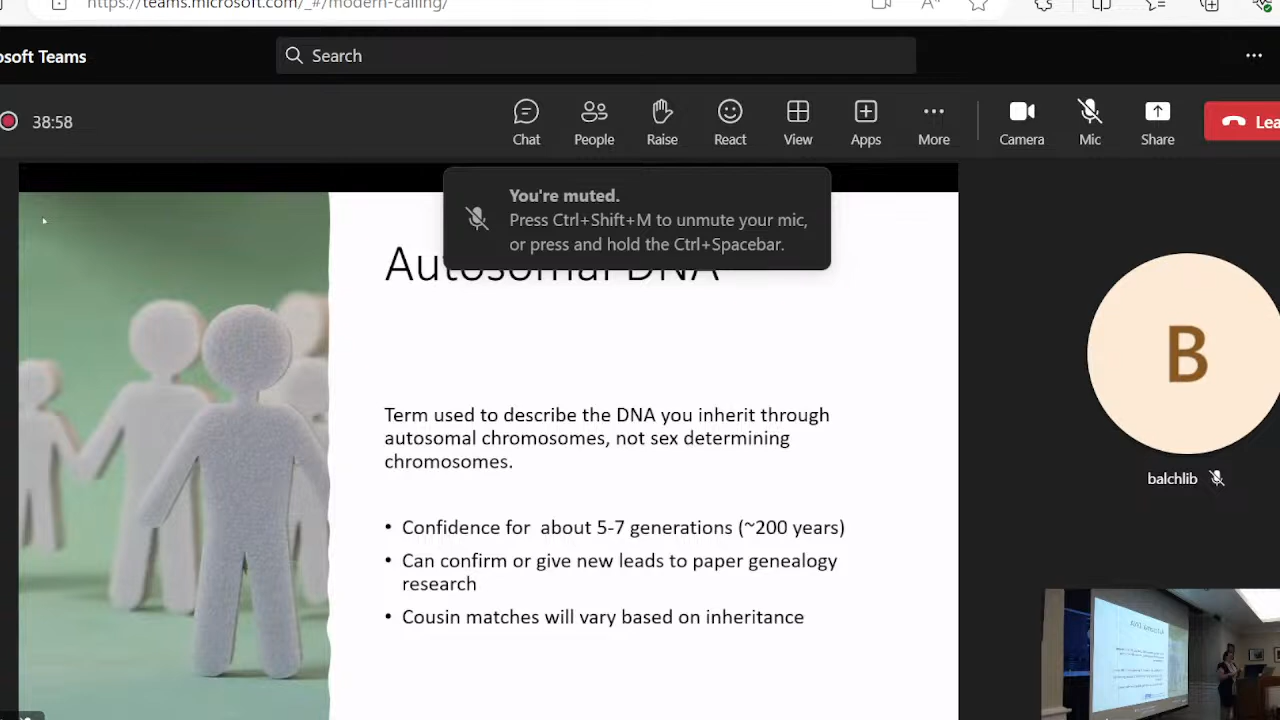 https://teams.microsoft.com/_#/modern-calling/
osoft Teams
Search
38:58
Chat
People
Raise
React
View
Apps
More
Camera
Mic
Share
Lea
You're muted.
Press Ctrl+Shift+M to unmute your mic,
or press and hold the Ctrl+Spacebar.
Autosomal DNA
Term used to describe the DNA you inherit through
autosomal chromosomes, not sex determining
chromosomes.
• Confidence for about 5-7 generations (~200 years)
• Can confirm or give new leads to paper genealogy
research
• Cousin matches will vary based on inheritance
B
balchlib